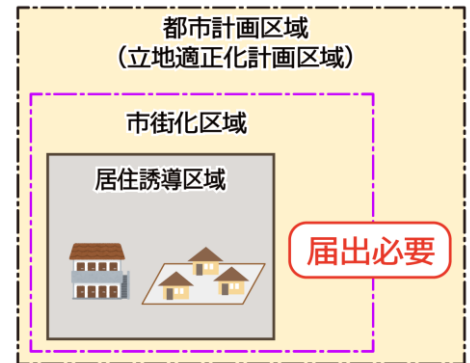 都市計画区域
（立地適正化計画区域）
市街化区域
居住誘導区域
届出必要